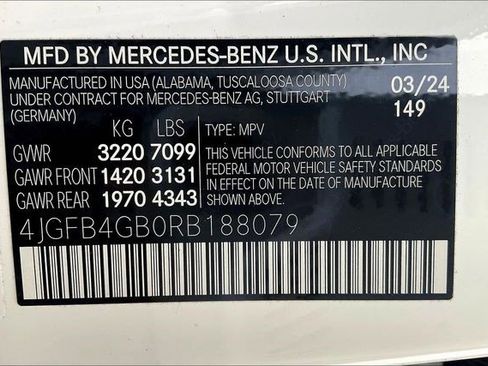 MFD BY MERCEDES-BENZ U.S. INTL., INC
MANUFACTURED IN USA (ALABAMA, TUSCALOOSA COUNTY) 03/24
UNDER CONTRACT FOR MERCEDES-BENZ AG, STUTTGART 149
(GERMANY)
KG LBS TYPE: MPV
GVWR 3220 7099 THIS VEHICLE CONFORMS TO ALL APPLICABLE
GAWR FRONT 1420 3131 FEDERAL MOTOR VEHICLE SAFETY STANDARDS
GAWR REAR 1970 4343 IN EFFECT ON THE DATE OF MANUFACTURE
SHOWN ABOVE.
4JGFB4GB0RB188079